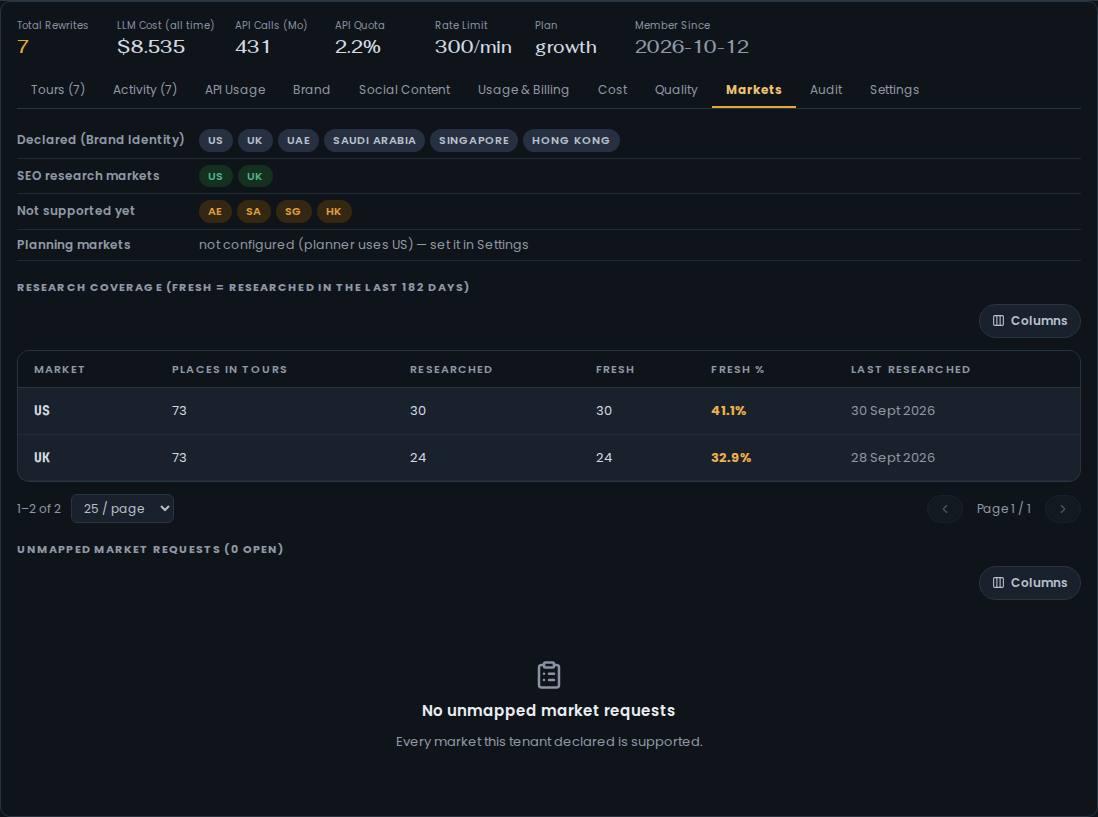 Total Rewrites LLM Cost (all time) API Calls (Mo) API Quota Rate Limit Plan Member Since
7 $8.535 431 2.2% 300/min growth 2026-10-12
Tours (7) Activity (7) API Usage Brand Social Content Usage & Billing Cost Quality Markets Audit Settings
Declared (Brand Identity) US UK UAE SAUDI ARABIA SINGAPORE HONG KONG
SEO research markets US UK
Not supported yet AE SA SG HK
Planning markets not configured (planner uses US) — set it in Settings
RESEARCH COVERAGE (FRESH = RESEARCHED IN THE LAST 182 DAYS)
Columns
MARKET PLACES IN TOURS RESEARCHED FRESH FRESH % LAST RESEARCHED
US 73 30 30 41.1% 30 Sept 2026
UK 73 24 24 32.9% 28 Sept 2026
1–2 of 2 25 / page Page 1 / 1
UNMAPPED MARKET REQUESTS (0 OPEN)
Columns
No unmapped market requests
Every market this tenant declared is supported.